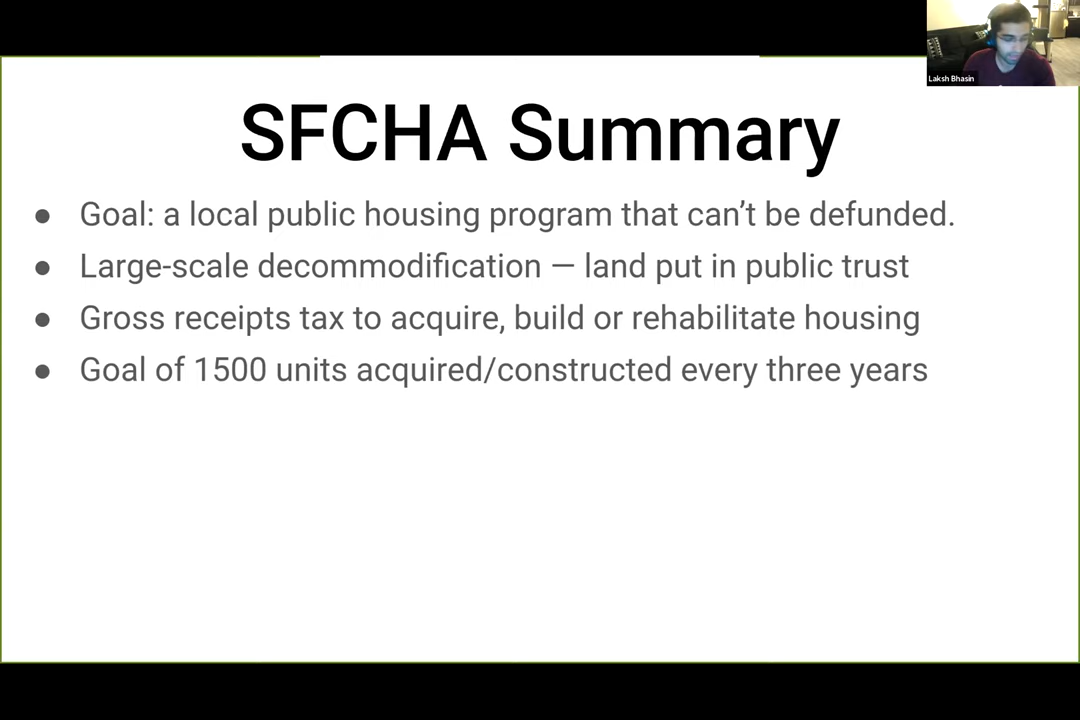 Laksh Bhasin
SFCHA Summary
● Goal: a local public housing program that can’t be defunded.
● Large-scale decommodification — land put in public trust
● Gross receipts tax to acquire, build or rehabilitate housing
● Goal of 1500 units acquired/constructed every three years